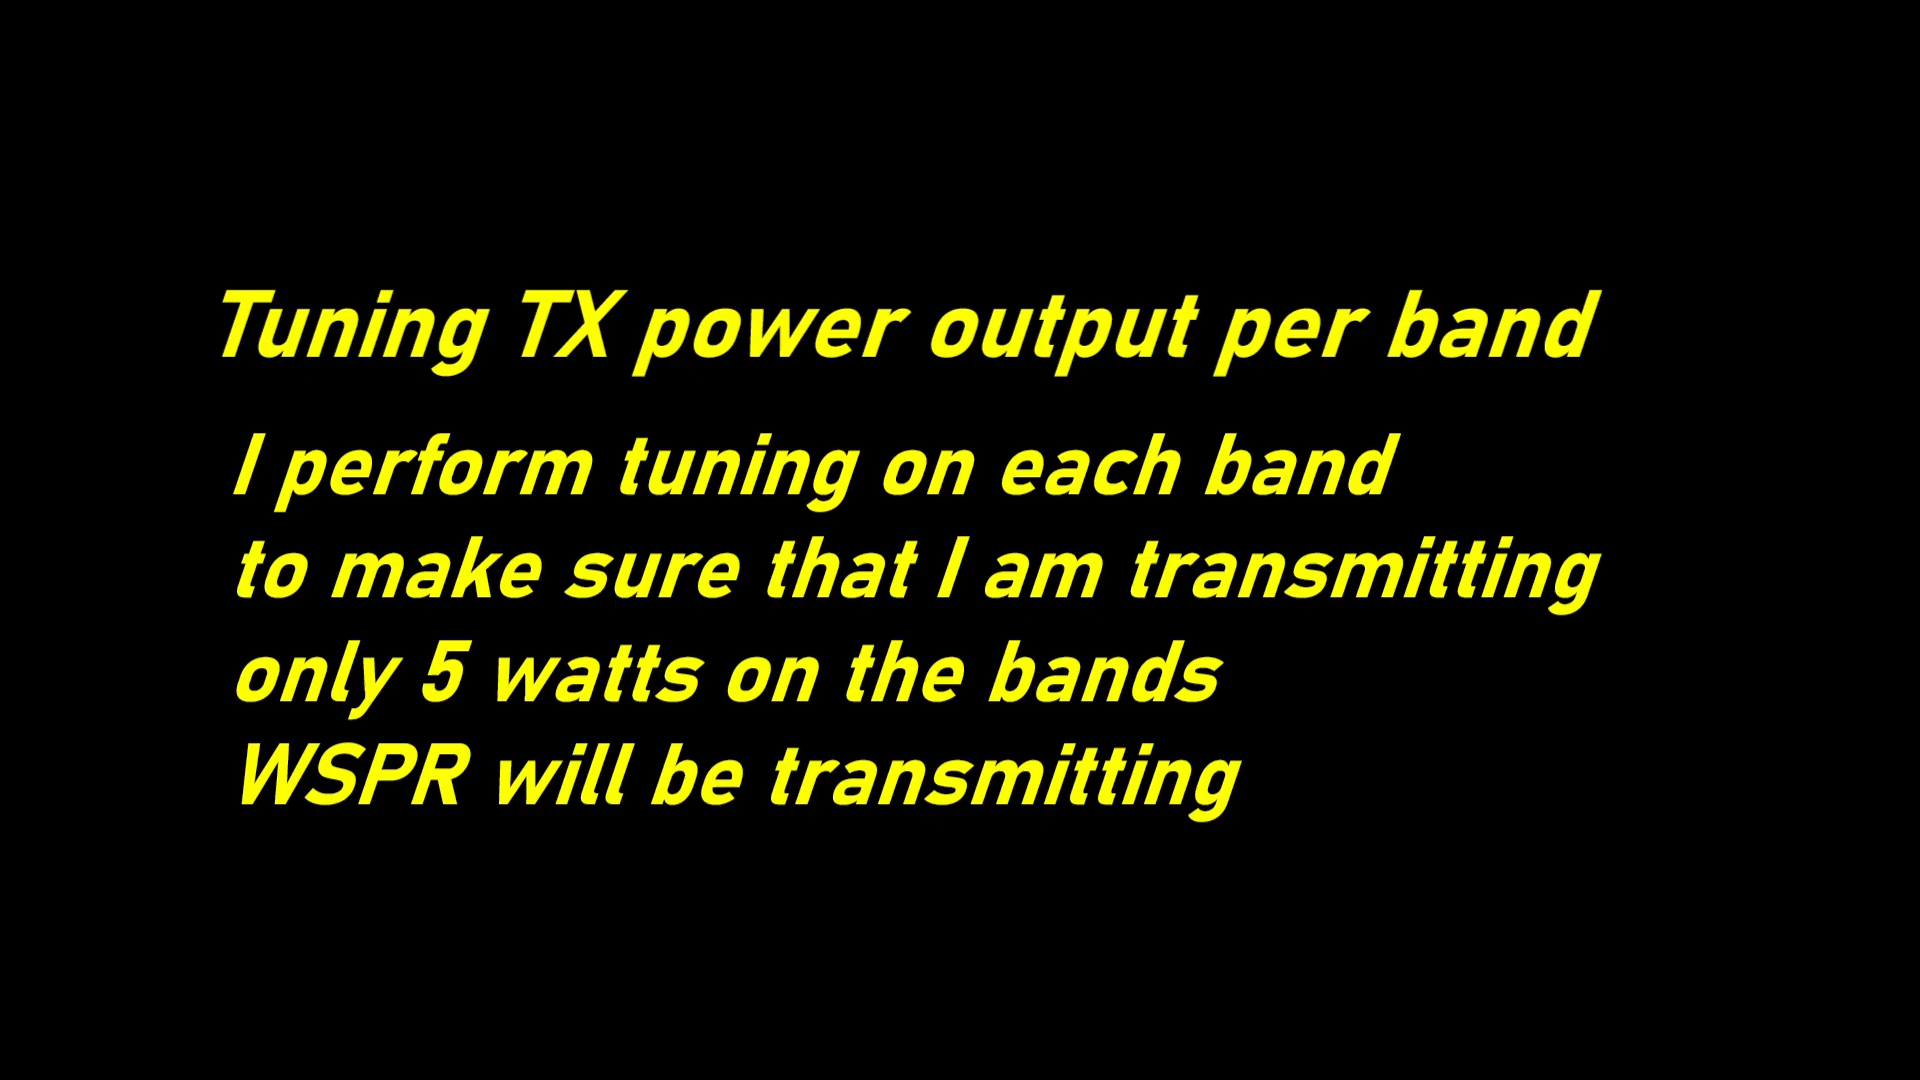 Tuning TX power output per band
I perform tuning on each band
to make sure that I am transmitting
only 5 watts on the bands
WSPR will be transmitting